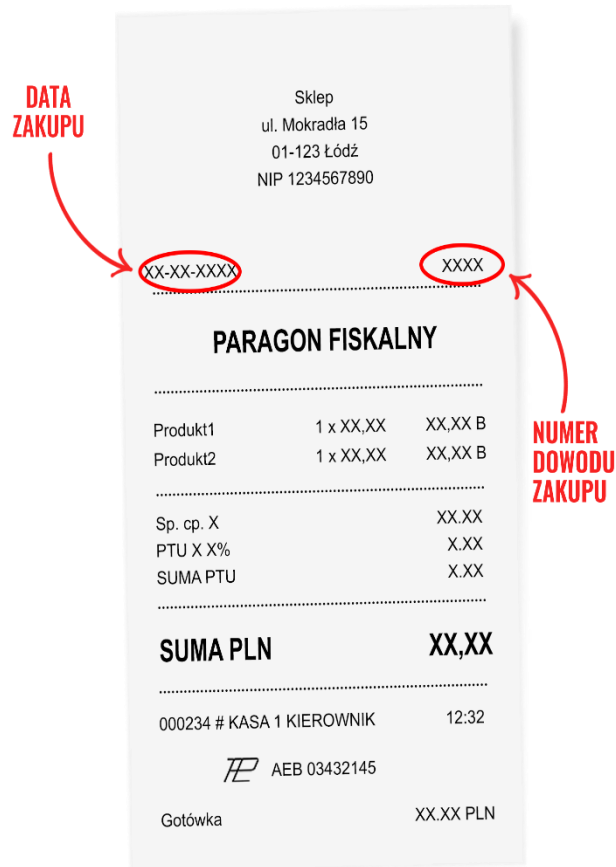 DATA
ZAKUPU
Sklep
ul. Mokradła 15
01-123 Łódź
NIP 1234567890
XX-XX-XXXX XXXX
PARAGON FISKALNY
Produkt1 1 x XX,XX XX,XX B
Produkt2 1 x XX,XX XX,XX B
NUMER
DOWODU
ZAKUPU
Sp. cp. X XX.XX
PTU X X% X.XX
SUMA PTU X.XX
SUMA PLN XX,XX
000234 # KASA 1 KIEROWNIK 12:32
AEB 03432145
Gotówka XX.XX PLN